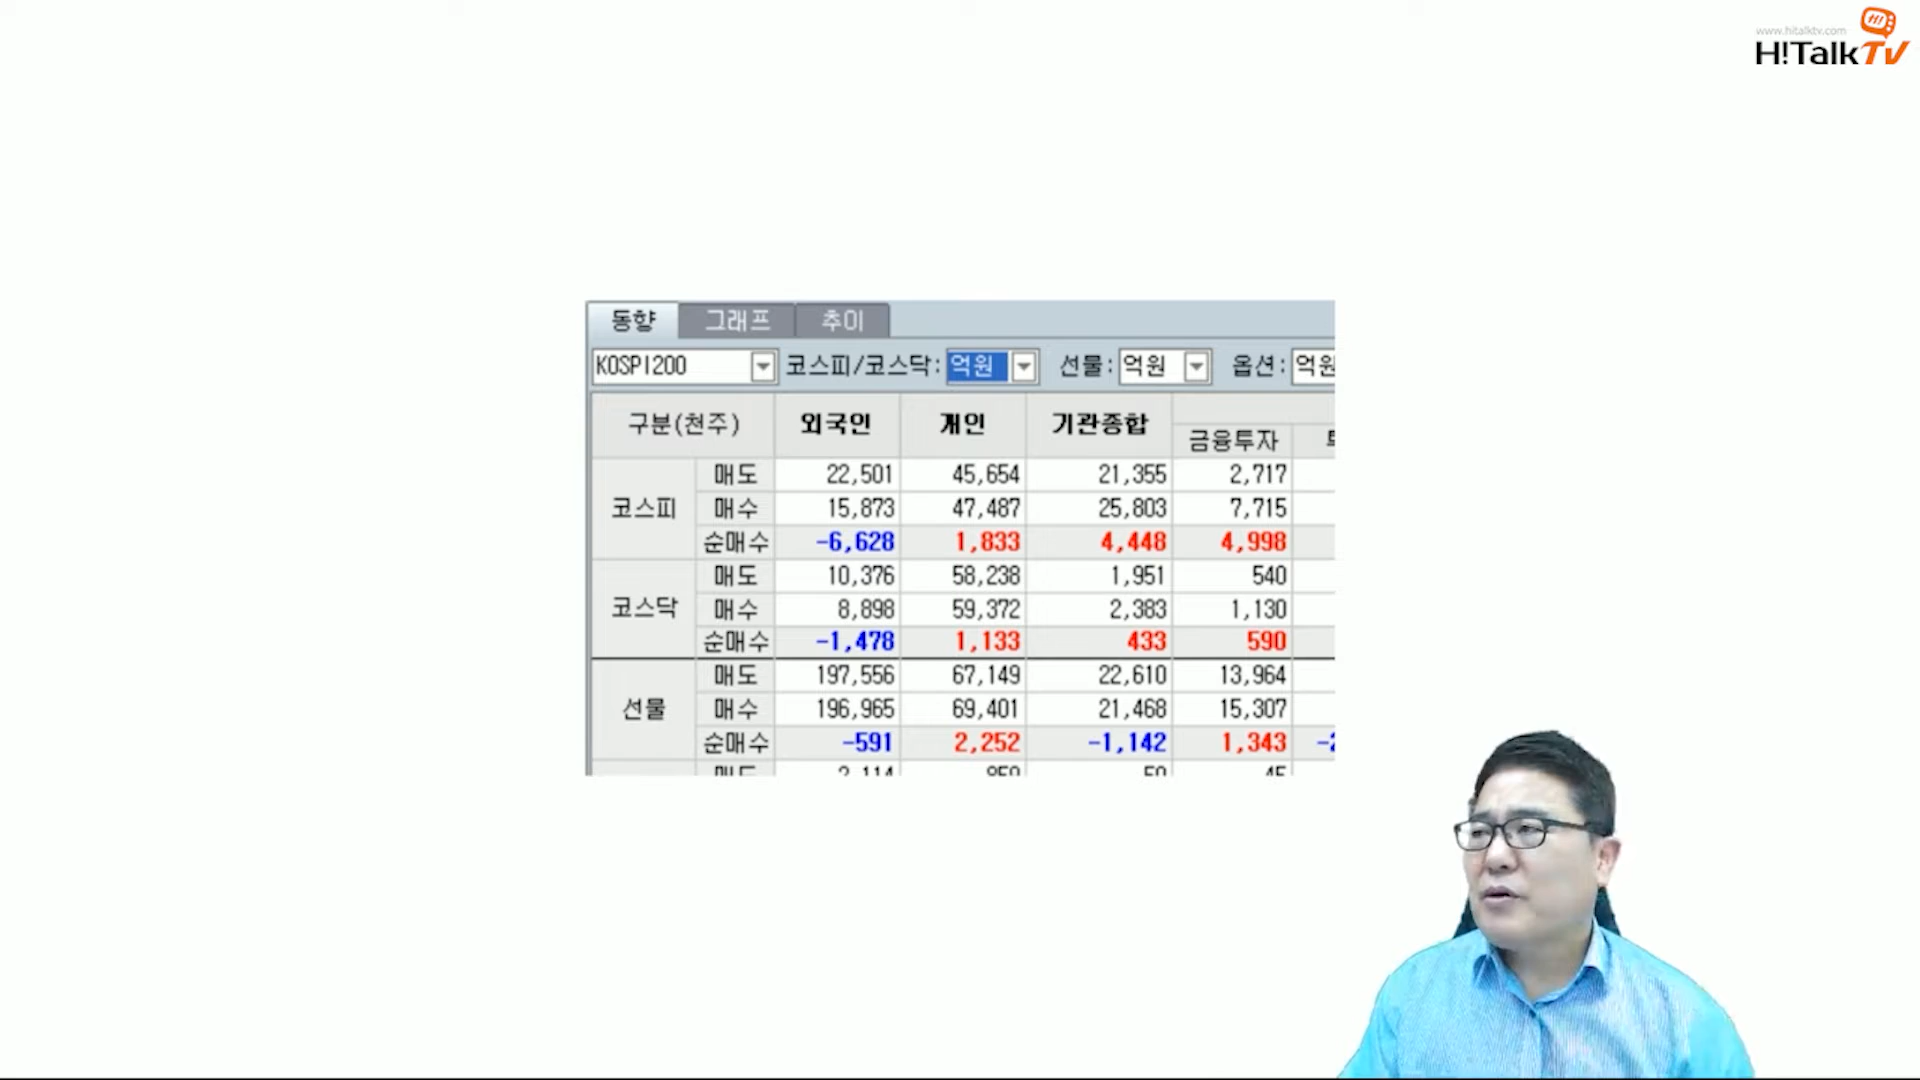 www.hitalktv.com
H!
H!TalkTV
동향 그래프 추이
KOSPI200 코스피/코스닥: 억원 선물: 억원 옵션: 억원
구분(천주) 외국인 개인 기관종합
금융투자
코스피 매도 22,501 45,654 21,355 2,717
매수 15,873 47,487 25,803 7,715
순매수 -6,628 1,833 4,448 4,998
코스닥 매도 10,376 58,238 1,951 540
매수 8,898 59,372 2,383 1,130
순매수 -1,478 1,133 433 590
선물 매도 197,556 67,149 22,610 13,964
매수 196,965 69,401 21,468 15,307
순매수 -591 2,252 -1,142 1,343